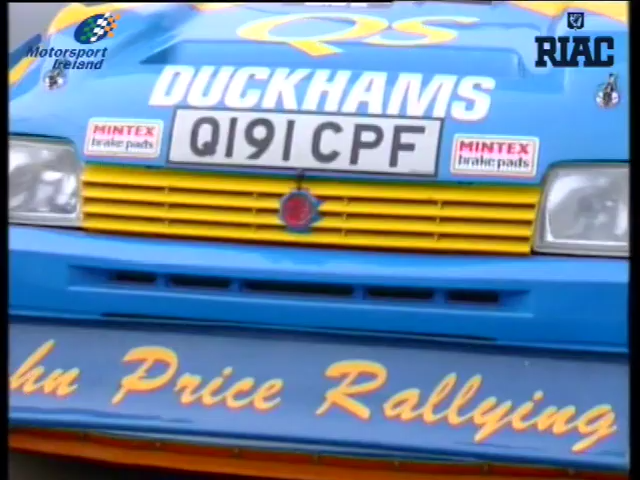 Motorsport
Ireland
RIAC
QS
DUCKHAMS
MINTEX
brake pads
Q191 CPF
MINTEX
brake pads
hn Price Rallying